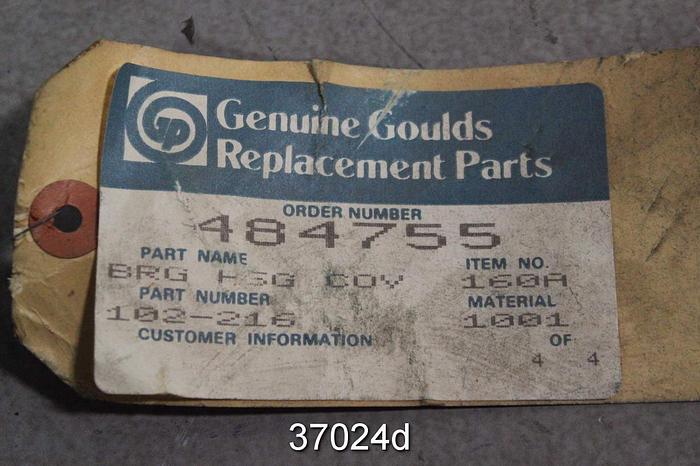 GP
Genuine Goulds
Replacement Parts
ORDER NUMBER
484755
PART NAME ITEM NO.
BRG HSG COV 160A
PART NUMBER MATERIAL
102-216 1001
CUSTOMER INFORMATION OF
4 4
37024d